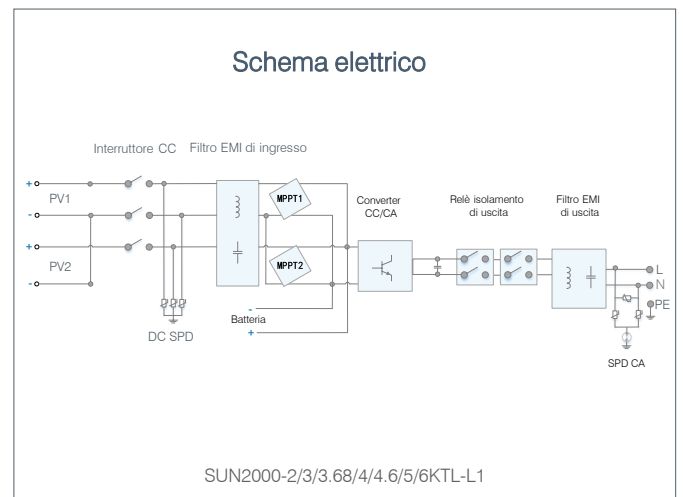 Schema elettrico
Interruttore CC
Filtro EMI di ingresso
+
PV1
-
+
PV2
-
MPPT1
MPPT2
Converter
CC/CA
Relè isolamento
di uscita
Filtro EMI
di uscita
L
N
PE
-
Batteria
+
DC SPD
SPD CA
SUN2000-2/3/3.68/4/4.6/5/6KTL-L1